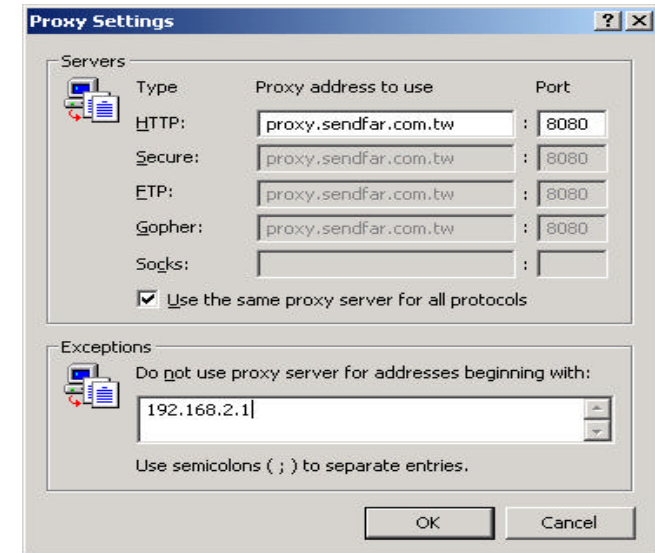 Proxy Settings
Servers
Type Proxy address to use Port
HTTP: proxy.sendfar.com.tw : 8080
Secure: proxy.sendfar.com.tw : 8080
FTP: proxy.sendfar.com.tw : 8080
Gopher: proxy.sendfar.com.tw : 8080
Socks: :
Use the same proxy server for all protocols
Exceptions
Do not use proxy server for addresses beginning with:
192.168.2.1
Use semicolons ( ; ) to separate entries.
OK Cancel